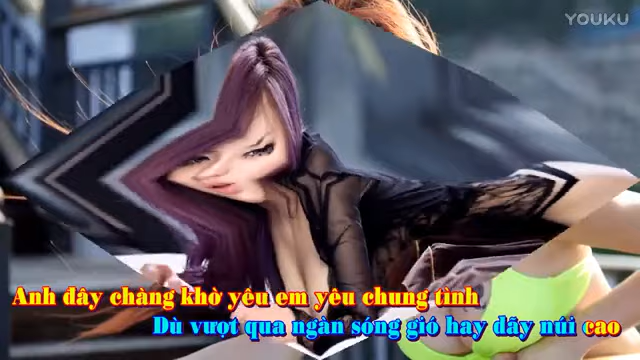 YOUKU
Anh đây chàng khờ yêu em yêu chung tình
Dù vượt qua ngàn sóng gió hay dãy núi cao